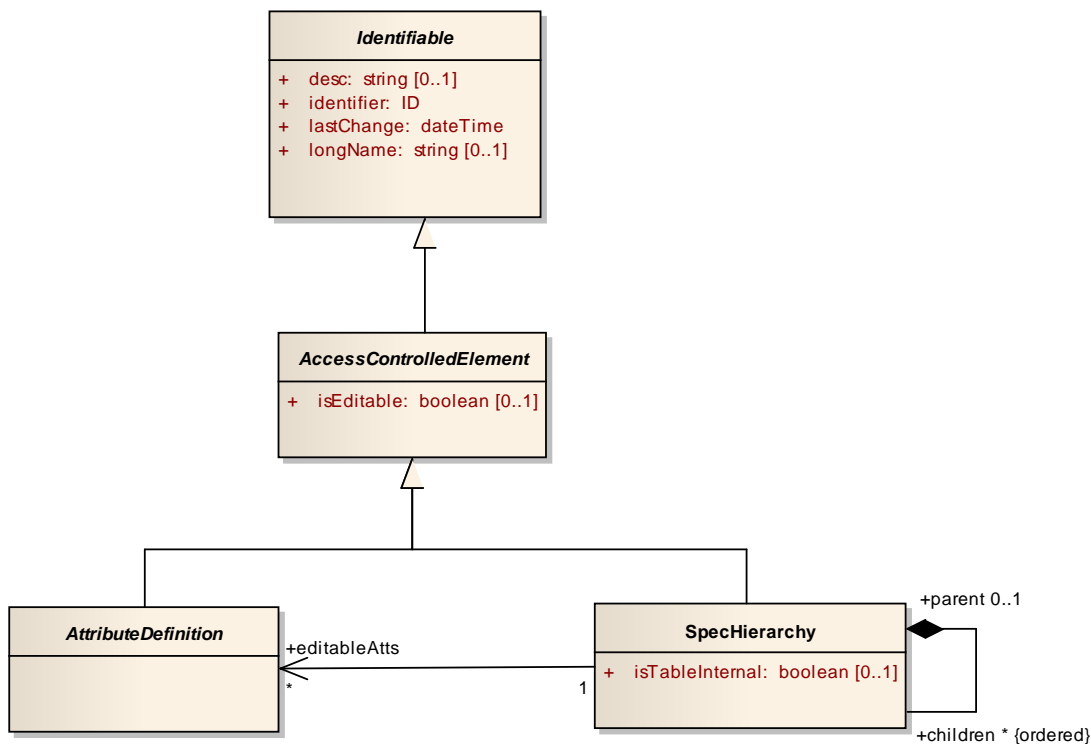 Identifiable
+ desc: string [0..1]
+ identifier: ID
+ lastChange: dateTime
+ longName: string [0..1]
AccessControlledElement
+ isEditable: boolean [0..1]
AttributeDefinition
+editableAtts
*
1
SpecHierarchy
+ isTableInternal: boolean [0..1]
+parent 0..1
+children * {ordered}